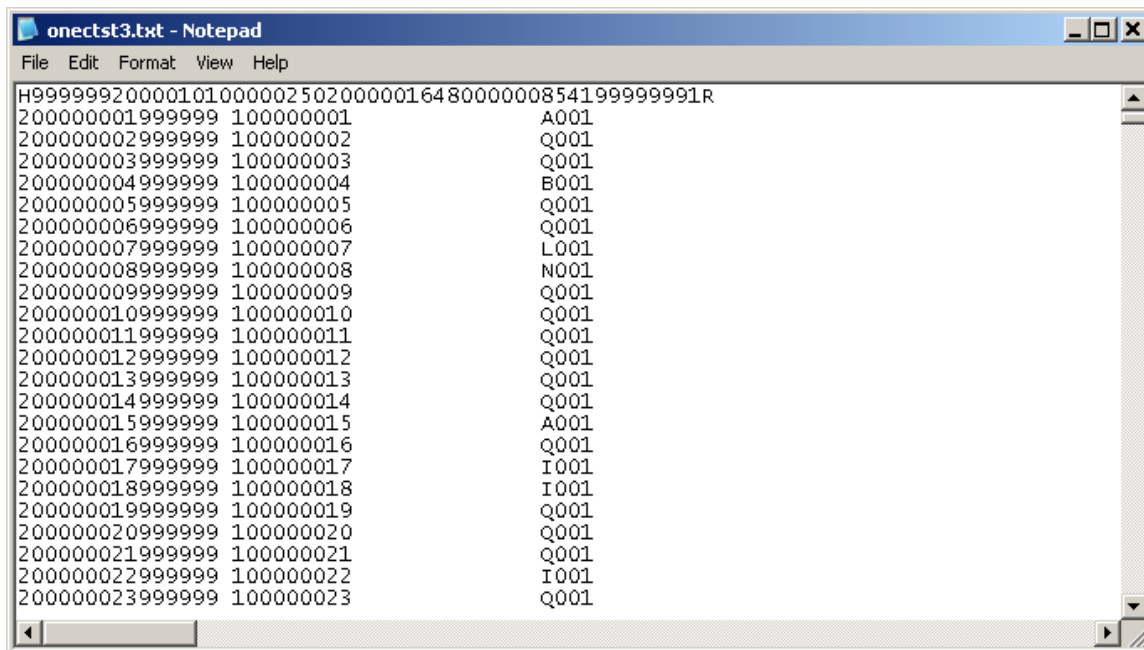 onectst3.txt - Notepad
File Edit Format View Help
H99999920000101000002502000001648000000854199999991R
200000001999999 100000001              A001
200000002999999 100000002              Q001
200000003999999 100000003              Q001
200000004999999 100000004              B001
200000005999999 100000005              Q001
200000006999999 100000006              Q001
200000007999999 100000007              L001
200000008999999 100000008              N001
200000009999999 100000009              Q001
200000010999999 100000010              Q001
200000011999999 100000011              Q001
200000012999999 100000012              Q001
200000013999999 100000013              Q001
200000014999999 100000014              Q001
200000015999999 100000015              A001
200000016999999 100000016              Q001
200000017999999 100000017              I001
200000018999999 100000018              I001
200000019999999 100000019              Q001
200000020999999 100000020              Q001
200000021999999 100000021              Q001
200000022999999 100000022              I001
200000023999999 100000023              Q001